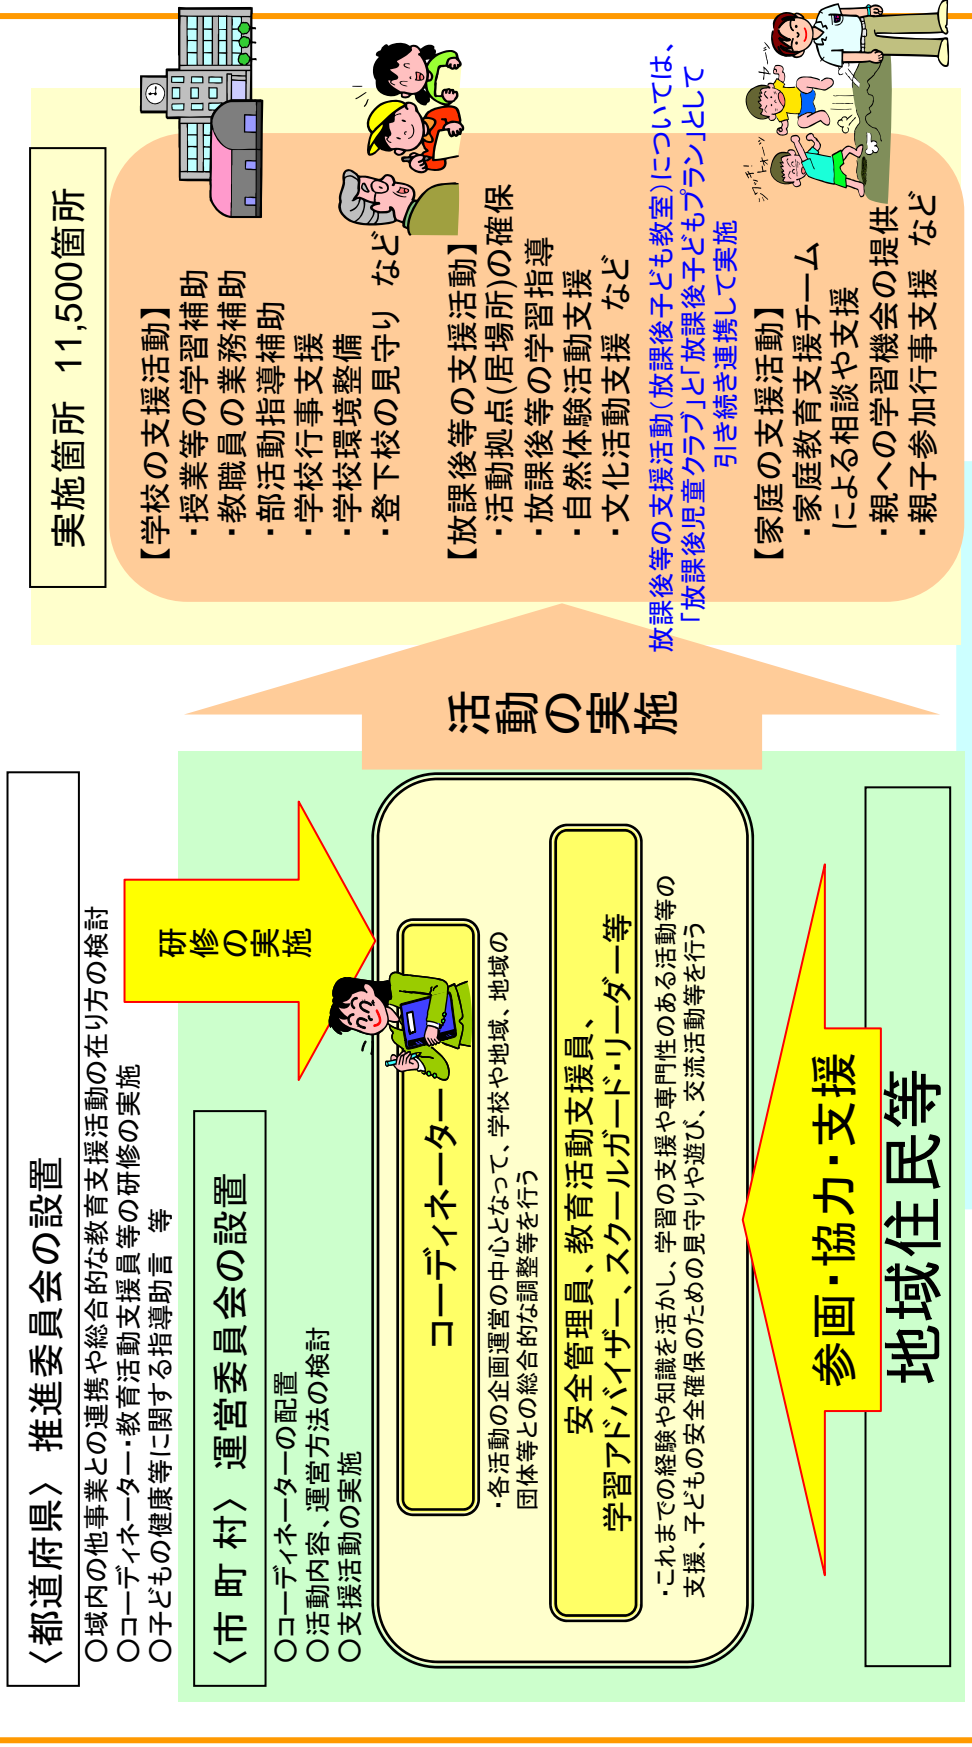 〈都道府県〉 推進委員会の設置
○域内の他事業との連携や総合的な教育支援活動の在り方の検討
○コーディネーター・教育活動支援員等の研修の実施
○子どもの健康等に関する指導助言 等
研修の実施
〈市 町 村〉 運営委員会の設置
○コーディネーターの配置
○活動内容、運営方法の検討
○支援活動の実施
コーディネーター
・各活動の企画運営の中心となって、学校や地域、地域の
団体等との総合的な調整等を行う
安全管理員、教育活動支援員、
学習アドバイザー、スクールガード・リーダー等
・これまでの経験や知識を活かし、学習の支援や専門性のある活動等の
支援、子どもの安全確保のための見守りや遊び、交流活動等を行う
参画・協力・支援
地域住民等
活動の実施
実施箇所 11,500箇所
【学校の支援活動】
・授業等の学習補助
・教職員の業務補助
・部活動指導補助
・学校行事支援
・学校環境整備
・登下校の見守り など
【放課後等の支援活動】
・活動拠点(居場所)の確保
・放課後等の学習指導
・自然体験活動支援
・文化活動支援 など
放課後等の支援活動(放課後子ども教室)については、
「放課後児童クラブ」と「放課後子どもプラン」として
引き続き連携して実施
【家庭の支援活動】
・家庭教育支援チーム
による相談や支援
・親への学習機会の提供
・親子参加行事支援 など